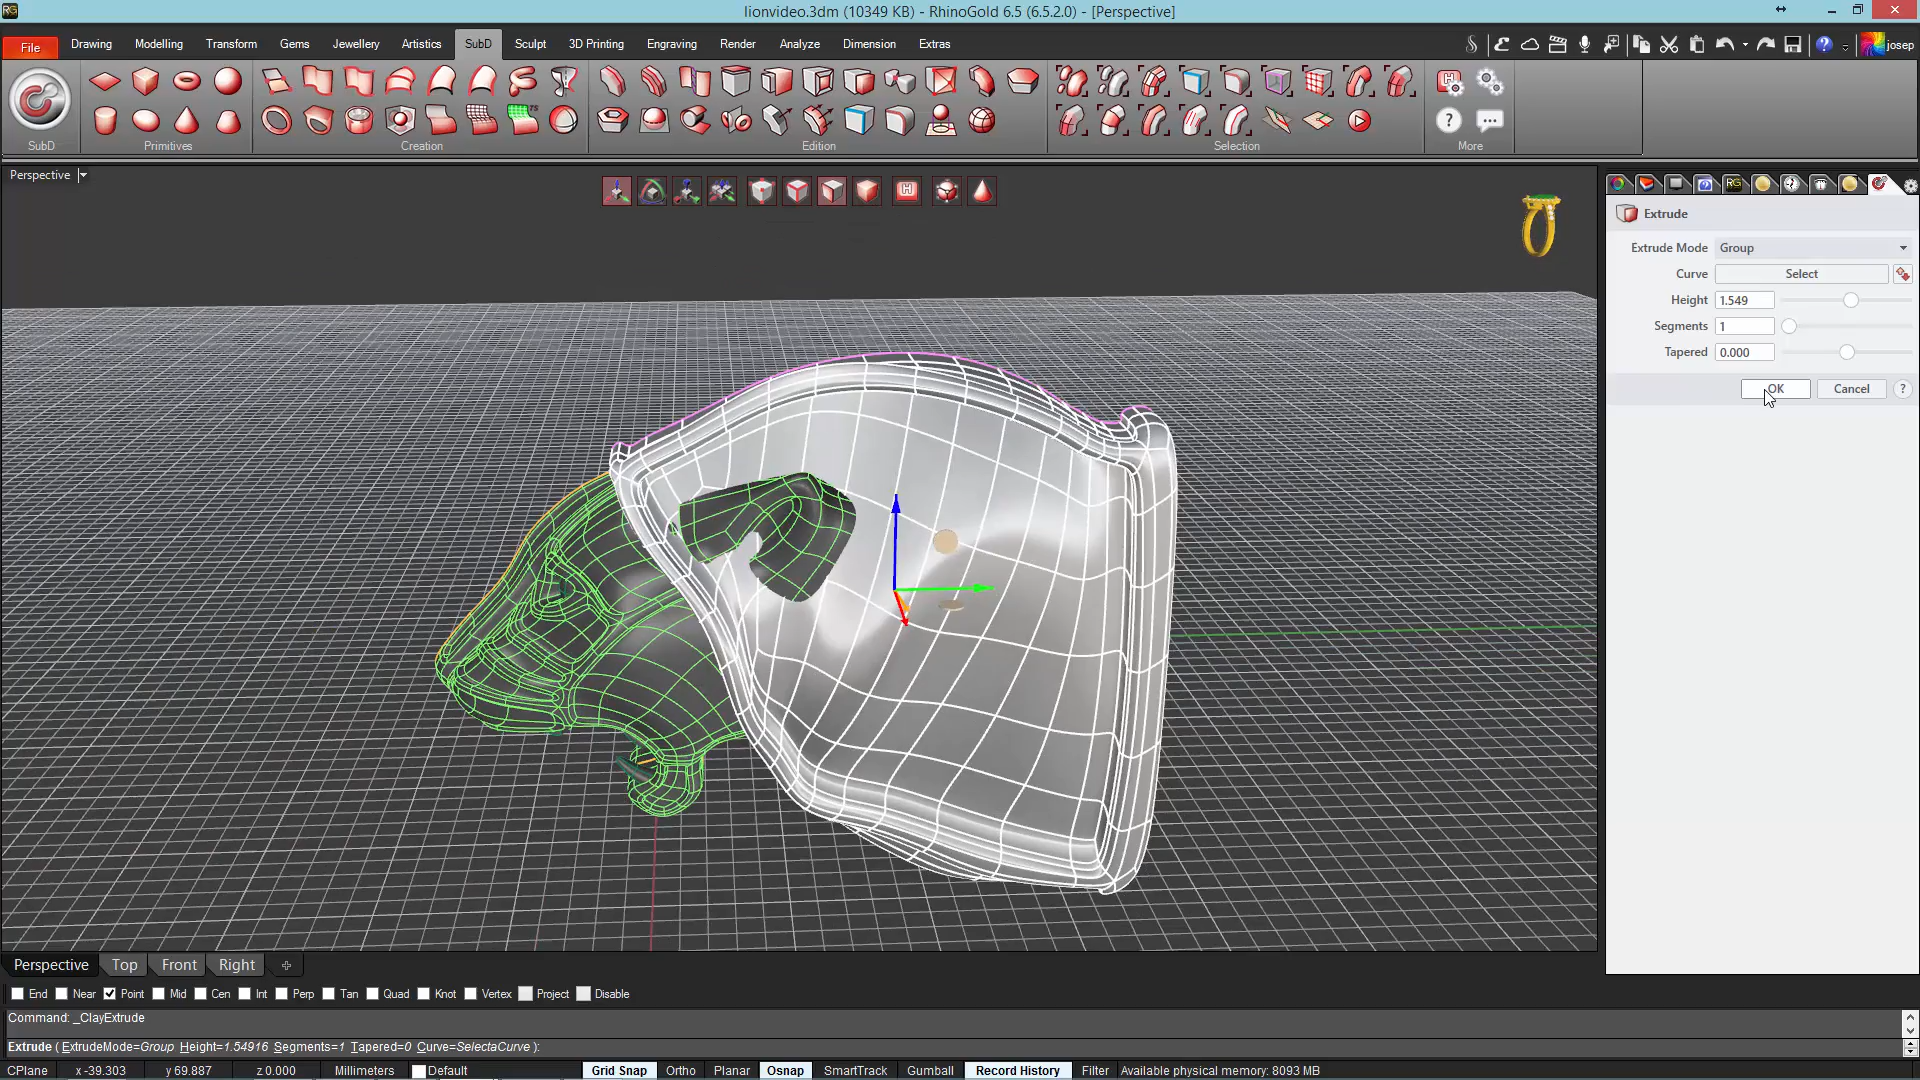 RG
lionvideo.3dm (10349 KB) - RhinoGold 6.5 (6.5.2.0) - [Perspective]
File Drawing Modelling Transform Gems Jewellery Artistics SubD Sculpt 3D Printing Engraving Render Analyze Dimension Extras
josep
SubD Primitives Creation Edition Selection More
Perspective
H
RG
Extrude
Extrude Mode Group
Curve Select
Height 1.549
Segments 1
Tapered 0.000
OK Cancel ?
Perspective Top Front Right
End Near Point Mid Cen Int Perp Tan Quad Knot Vertex Project Disable
Command: _ClayExtrude
Extrude ( ExtrudeMode=Group Height=1.54916 Segments=1 Tapered=0 Curve=SelectaCurve ):
CPlane x -39.303 y 69.887 z 0.000 Millimeters Default Grid Snap Ortho Planar Osnap SmartTrack Gumball Record History Filter Available physical memory: 8093 MB